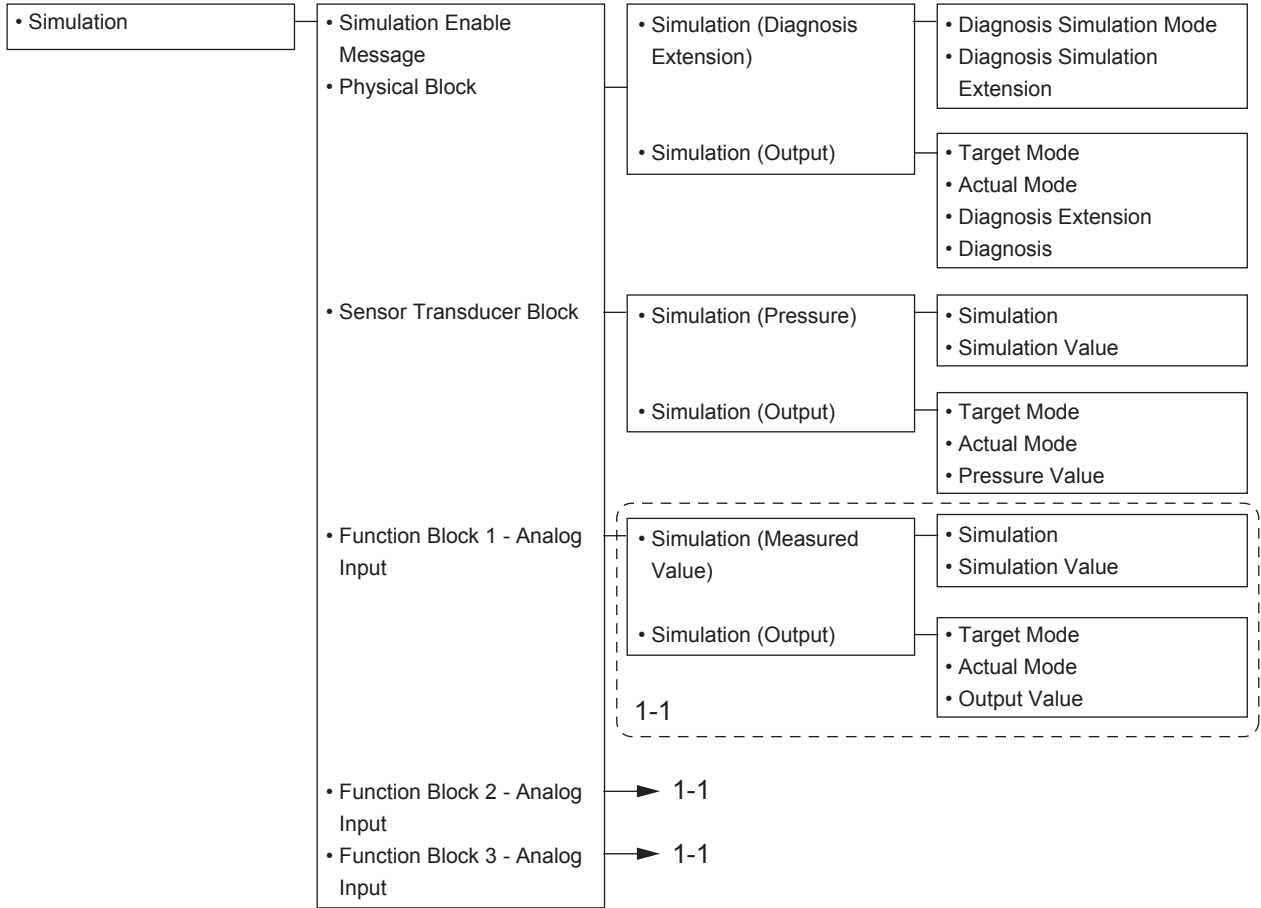 • Simulation
• Simulation Enable
Message
• Physical Block
• Simulation (Diagnosis
Extension)
• Diagnosis Simulation Mode
• Diagnosis Simulation
Extension
• Simulation (Output)
• Target Mode
• Actual Mode
• Diagnosis Extension
• Diagnosis
• Sensor Transducer Block
• Simulation (Pressure)
• Simulation
• Simulation Value
• Simulation (Output)
• Target Mode
• Actual Mode
• Pressure Value
• Function Block 1 - Analog
Input
• Simulation (Measured
Value)
• Simulation
• Simulation Value
• Simulation (Output)
• Target Mode
• Actual Mode
• Output Value
1-1
• Function Block 2 - Analog
Input
1-1
• Function Block 3 - Analog
Input
1-1